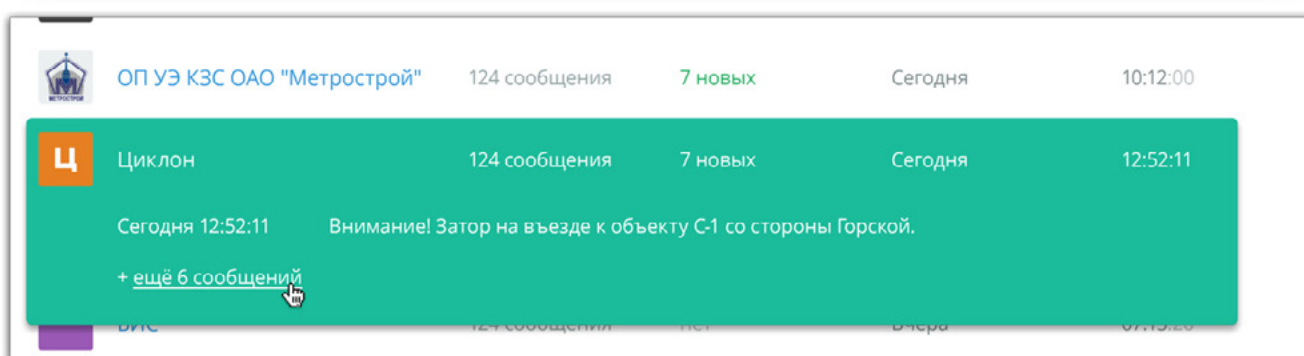 МЕТРОСТРОЙ
ОП УЭ КЗС ОАО "Метрострой" 124 сообщения 7 новых Сегодня 10:12:00
Ц Циклон 124 сообщения 7 новых Сегодня 12:52:11
Сегодня 12:52:11 Внимание! Затор на въезде к объекту С-1 со стороны Горской.
+ ещё 6 сообщений
124 сообщения нет Вчера